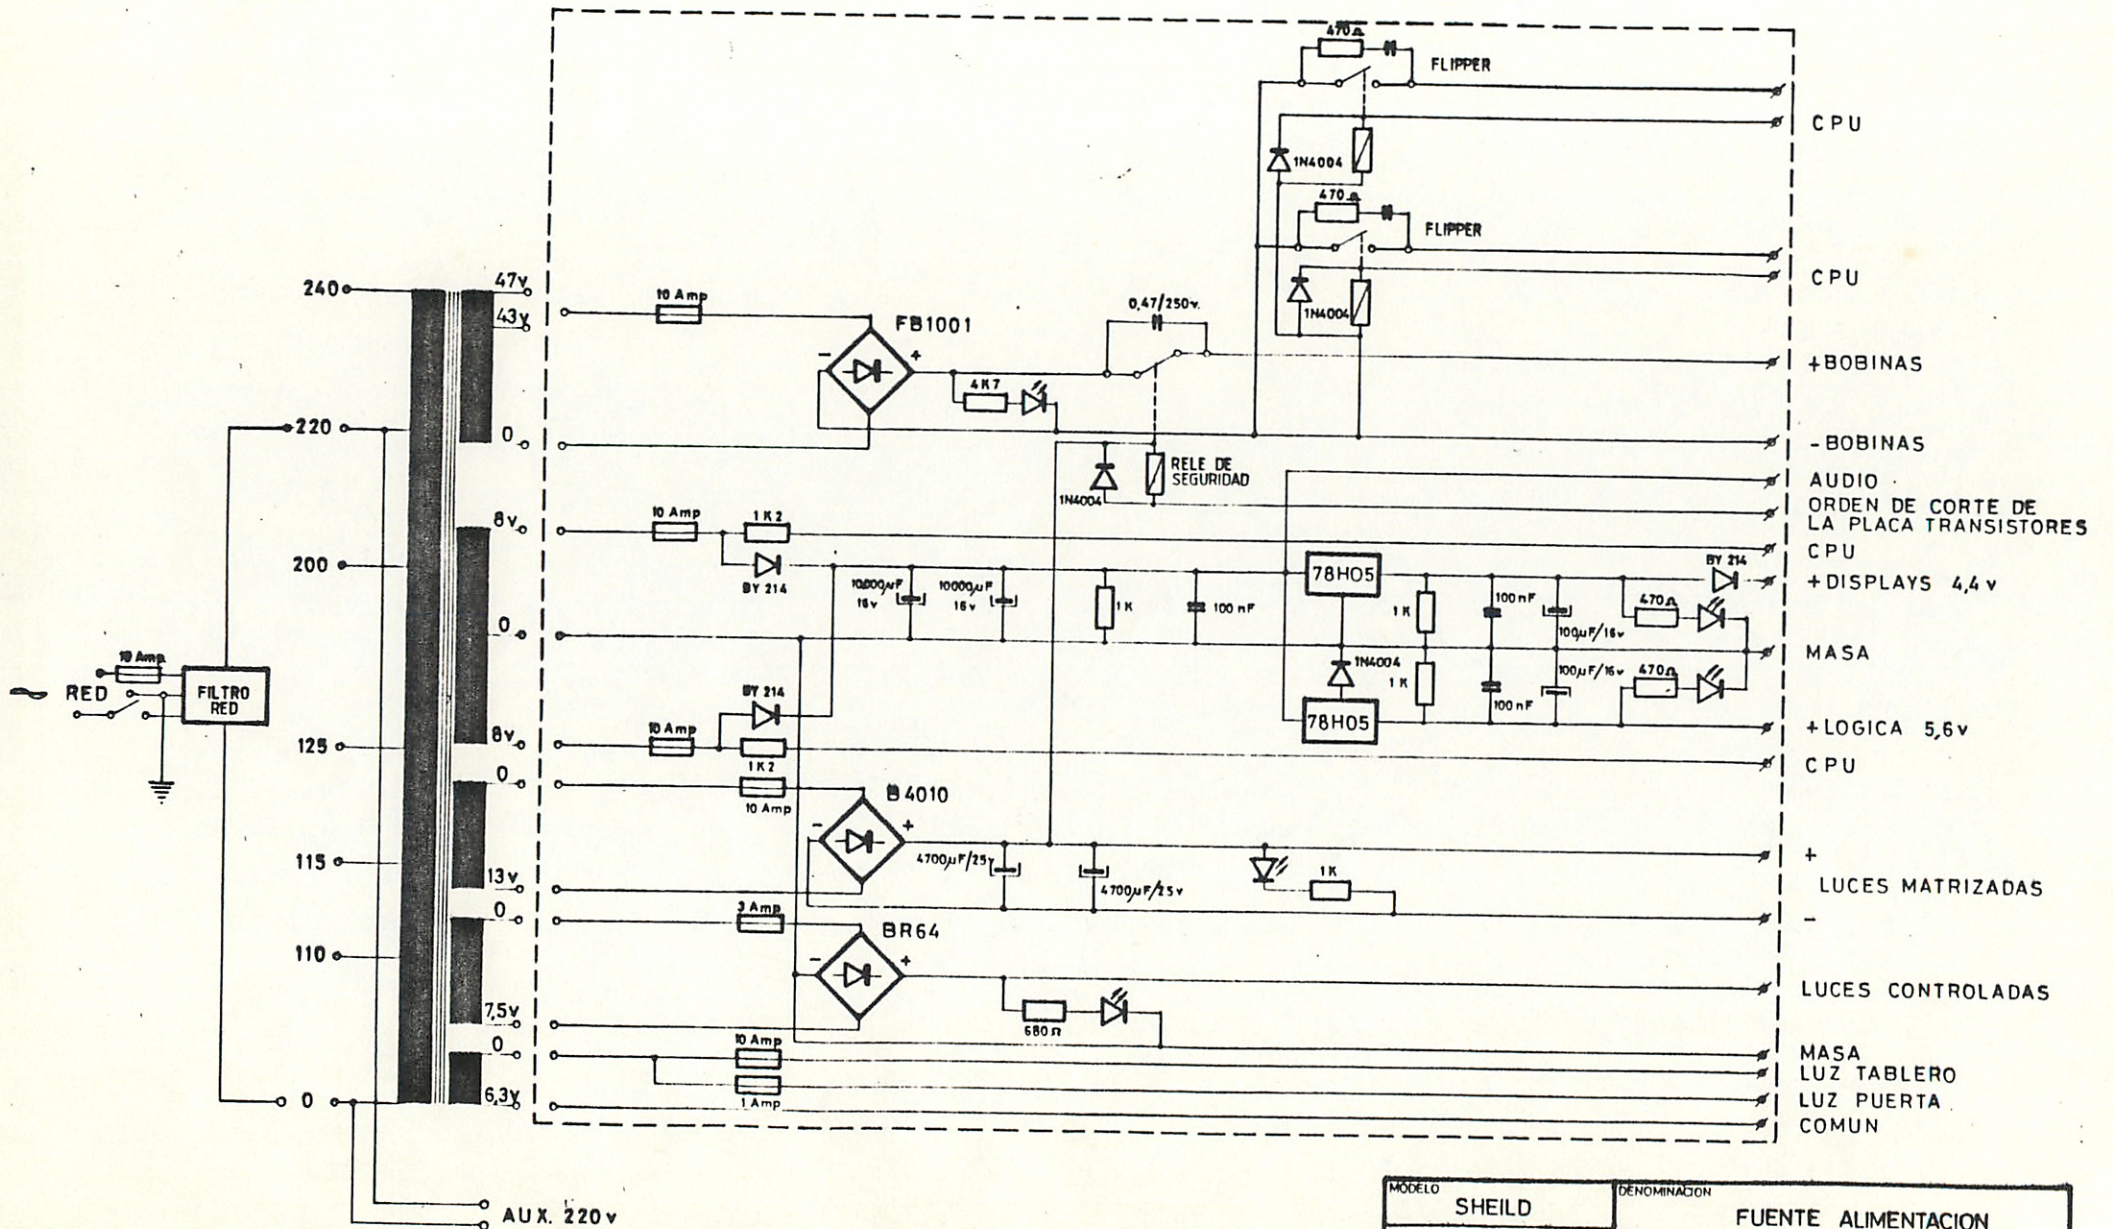 470Ω
FLIPPER
CPU
1N4004
470Ω
FLIPPER
CPU
1N4004
240
47v
43v
10 Amp
FB1001
-
+
0,47/250v.
4K7
+BOBINAS
220
0
-BOBINAS
RELE DE
SEGURIDAD
1N4004
AUDIO
ORDEN DE CORTE DE
LA PLACA TRANSISTORES
8v
10 Amp
1K2
CPU
BY 214
200
BY 214
10.000µF
16v
10000µF
16v
1K
100 nF
78H05
1K
100 nF
100µF/16v
470Ω
+DISPLAYS 4,4v
0
MASA
10 Amp.
RED
FILTRO
RED
BY 214
1N4004
1K
100 nF
100µF/16v
470Ω
78H05
+LOGICA 5,6v
125
8v
10 Amp
1K2
CPU
0
10 Amp
B4010
-
+
4700µF/25v
4700µF/25v
1K
+
LUCES MATRIZADAS
-
115
13v
0
3 Amp
BR64
-
+
110
680Ω
LUCES CONTROLADAS
7,5v
0
10 Amp
MASA
LUZ TABLERO
1 Amp
LUZ PUERTA
0
6,3v
COMUN
AUX. 220v
MODELO
SHEILD
DENOMINACION
FUENTE ALIMENTACION